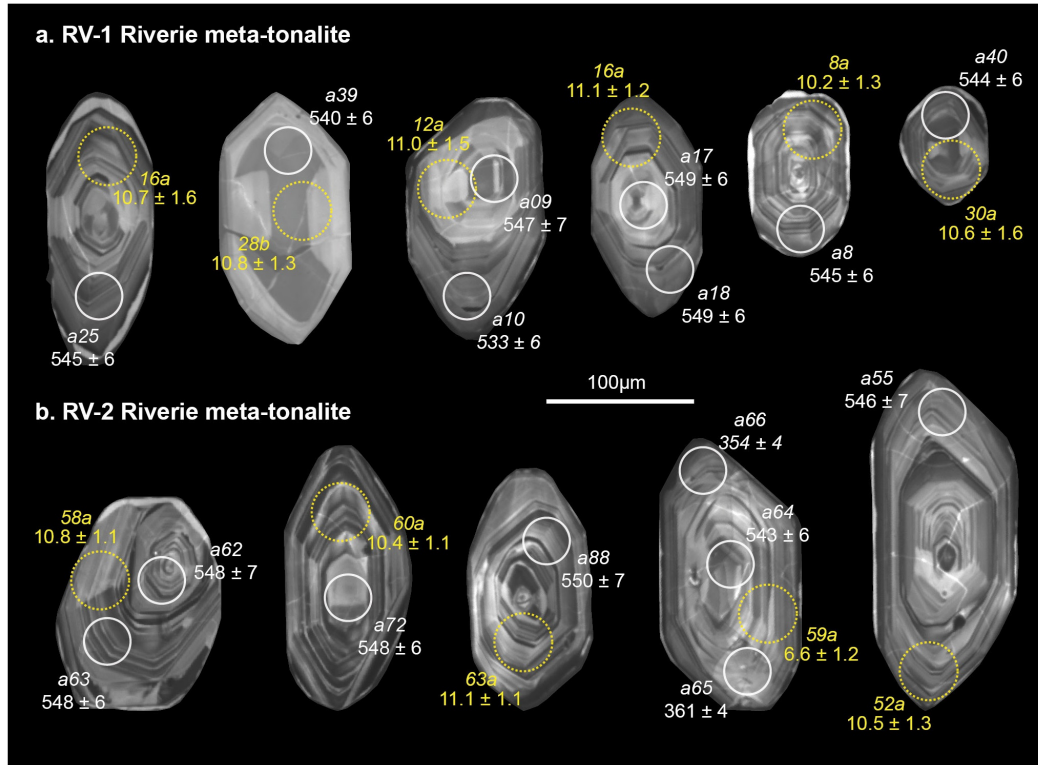 a. RV-1 Riverie meta-tonalite
a39
540 ± 6
16a
10.7 ± 1.6
28b
10.8 ± 1.3
a25
545 ± 6
12a
11.0 ± 1.5
a09
547 ± 7
a10
533 ± 6
16a
11.1 ± 1.2
a17
549 ± 6
a18
549 ± 6
8a
10.2 ± 1.3
a8
545 ± 6
a40
544 ± 6
30a
10.6 ± 1.6
100µm
b. RV-2 Riverie meta-tonalite
58a
10.8 ± 1.1
a62
548 ± 7
a63
548 ± 6
60a
10.4 ± 1.1
a72
548 ± 6
a88
550 ± 7
63a
11.1 ± 1.1
a66
354 ± 4
a64
543 ± 6
59a
6.6 ± 1.2
a65
361 ± 4
a55
546 ± 7
52a
10.5 ± 1.3